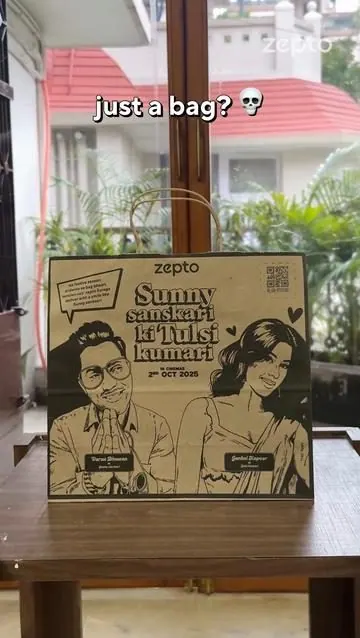 zepto
just a bag? 💀
zepto
Sunny
sanskari
ki Tulsi
kumari
IN CINEMAS
2ND OCT 2025
Varun Dhawan
Janhvi Kapoor